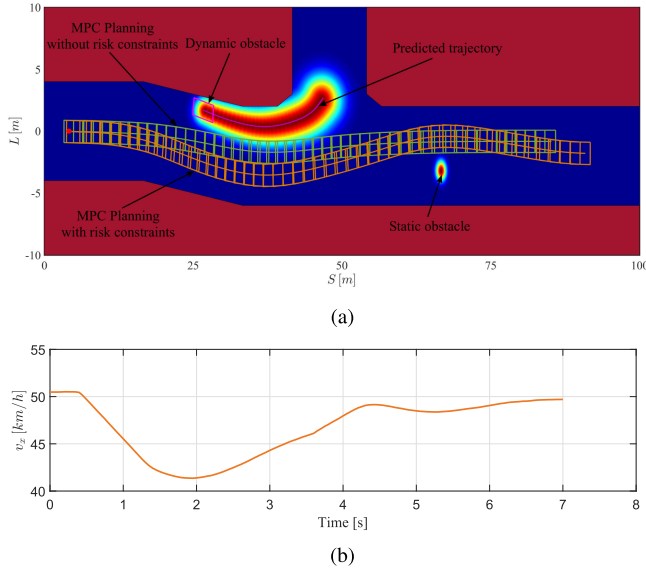 10
MPC Planning
without risk constraints
Dynamic obstacle
Predicted trajectory
5
L [m]
0
-5
MPC Planning
with risk constraints
Static obstacle
-10
0
25
50
75
100
S [m]
(a)
55
50
45
40
v_x [km/h]
0
1
2
3
4
5
6
7
8
Time [s]
(b)